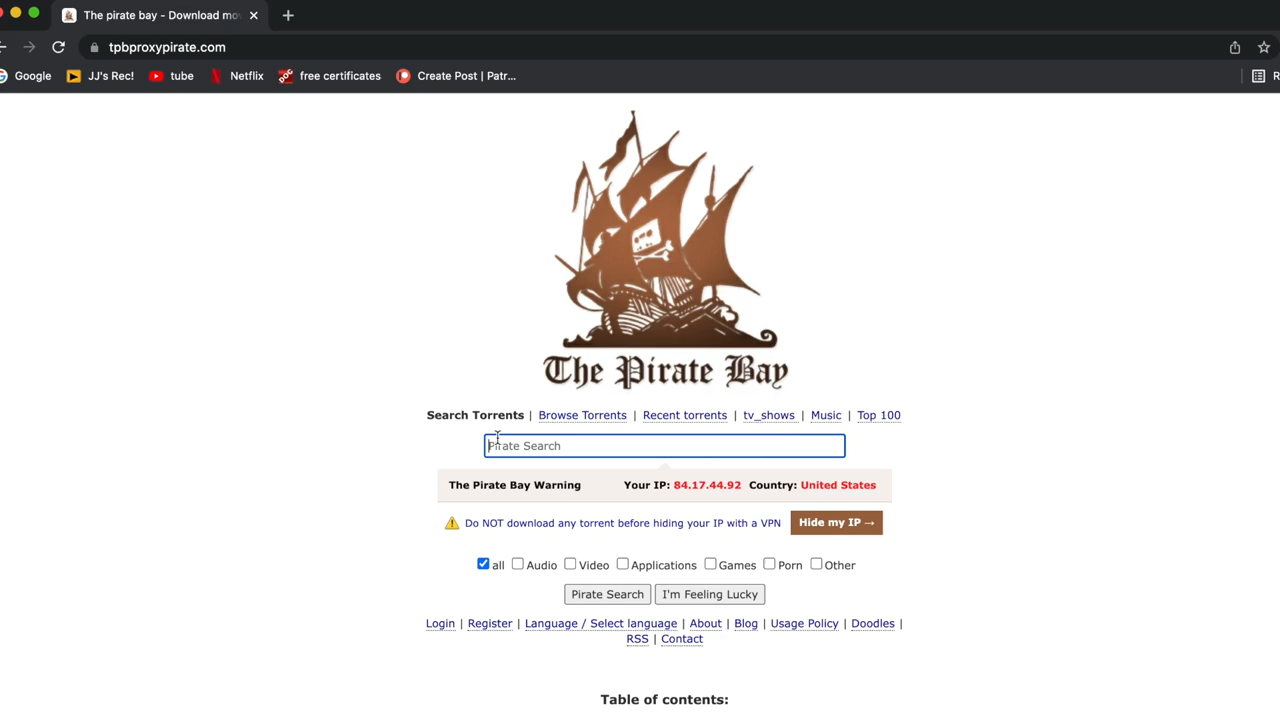 The pirate bay - Download mov
tpbproxypirate.com
Google JJ's Rec! tube Netflix free certificates Create Post | Patr... R
The Pirate Bay
Search Torrents | Browse Torrents | Recent torrents | tv_shows | Music | Top 100
Pirate Search
The Pirate Bay Warning Your IP: 84.17.44.92 Country: United States
Do NOT download any torrent before hiding your IP with a VPN Hide my IP →
all Audio Video Applications Games Porn Other
Pirate Search I'm Feeling Lucky
Login | Register | Language / Select language | About | Blog | Usage Policy | Doodles |
RSS | Contact
Table of contents: